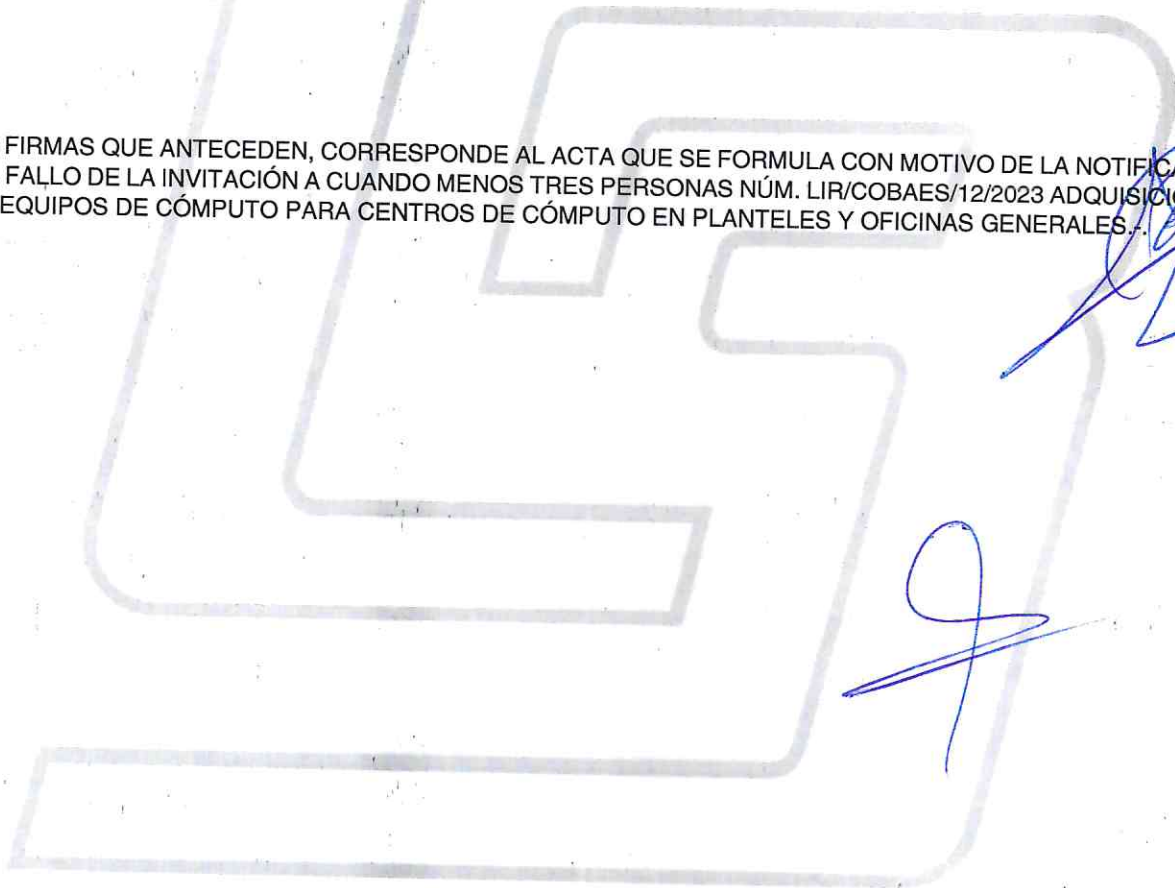 FIRMAS QUE ANTECEDEN, CORRESPONDE AL ACTA QUE SE FORMULA CON MOTIVO DE LA
FALLO DE LA INVITACIÓN A CUANDO MENOS TRES PERSONAS NÚM. LIR/COBAES/12/2023
EQUIPOS DE CÓMPUTO PARA CENTROS DE CÓMPUTO EN PLANTELES Y OFICINAS GENERALES.-.